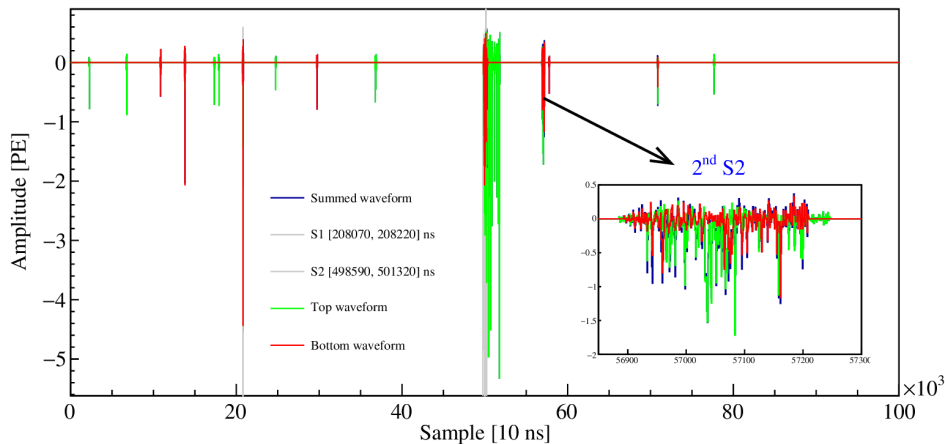 0
−1
−2
−3
−4
−5
Amplitude [PE]
Summed waveform
S1 [208070, 208220] ns
S2 [498590, 501320] ns
Top waveform
Bottom waveform
2nd S2
0.5
0
−0.5
−1
−1.5
−2
56900 57000 57100 57200 57300
0 20 40 60 80 100
×10³
Sample [10 ns]